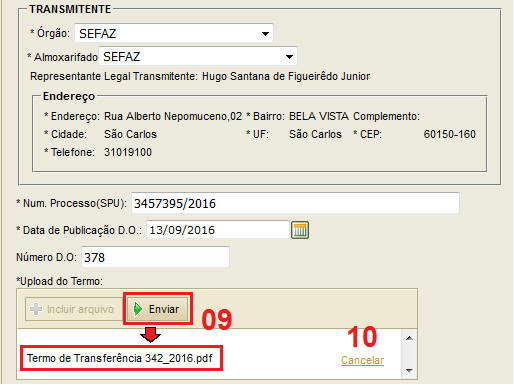 TRANSMITENTE
* Órgão: SEFAZ
* Almoxarifado SEFAZ
Representante Legal Transmitente: Hugo Santana de Figueirêdo Junior
Endereço
* Endereço: Rua Alberto Nepomuceno,02 * Bairro: BELA VISTA Complemento:
* Cidade: São Carlos * UF: São Carlos * CEP: 60150-160
* Telefone: 31019100
* Num. Processo(SPU): 3457395/2016
* Data de Publicação D.O.: 13/09/2016
Número D.O: 378
*Upload do Termo:
Incluir arquivo Enviar 09
Termo de Transferência 342_2016.pdf
10
Cancelar